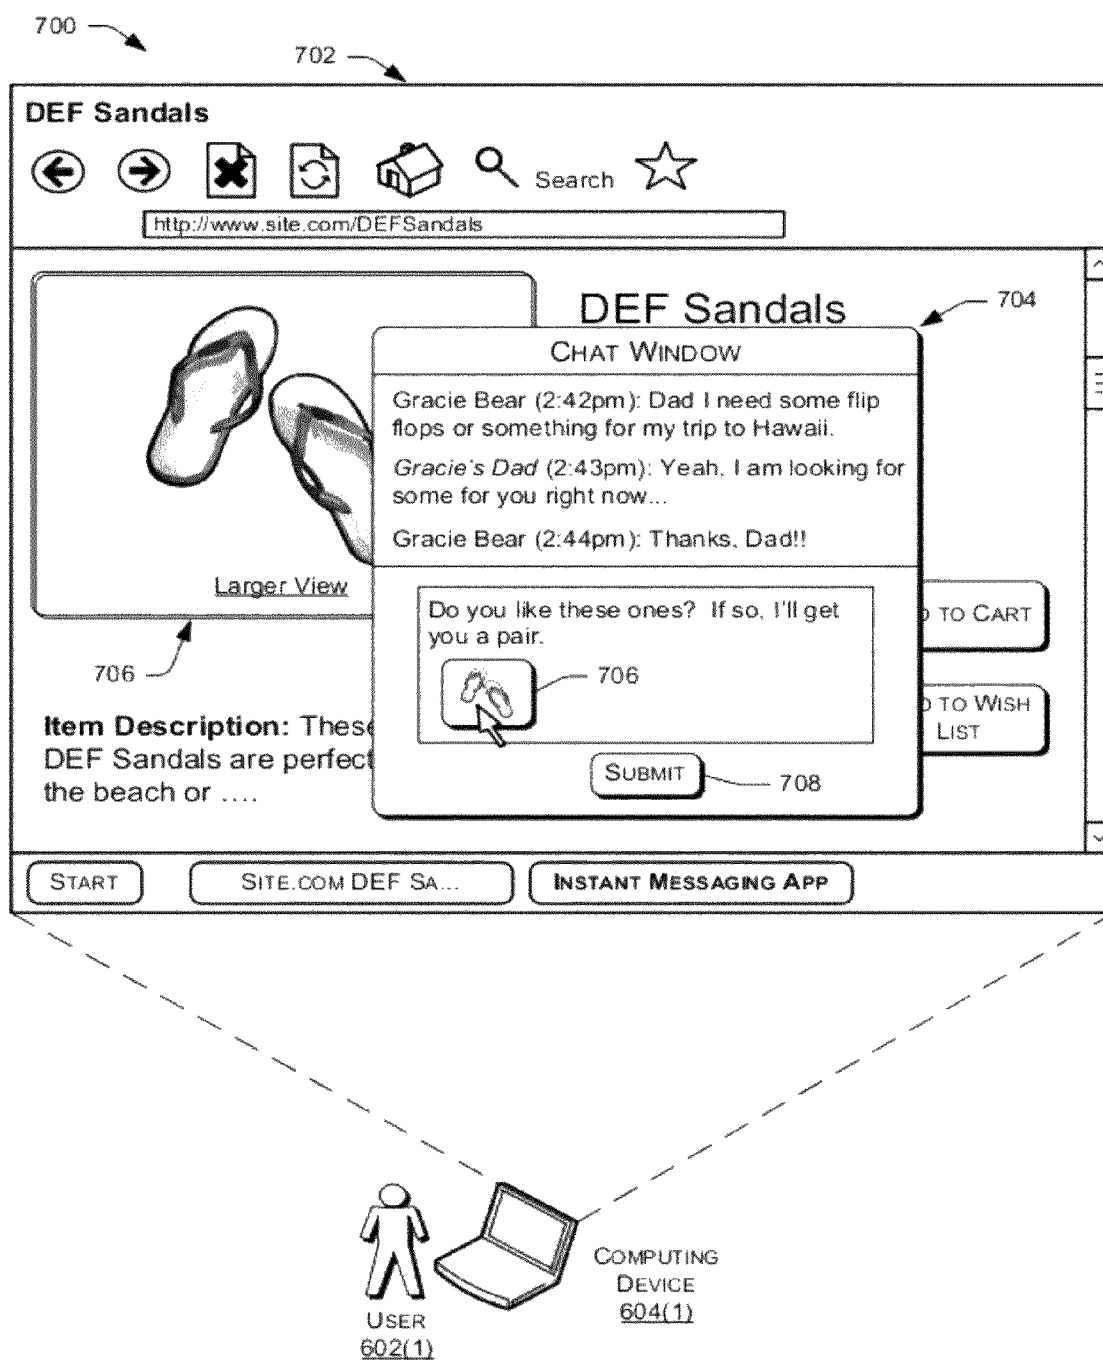 700
702
DEF Sandals
Search
http://www.site.com/DEFSandals
DEF Sandals
704
CHAT WINDOW
Gracie Bear (2:42pm): Dad I need some flip
flops or something for my trip to Hawaii.
Gracie's Dad (2:43pm): Yeah, I am looking for
some for you right now...
Gracie Bear (2:44pm): Thanks, Dad!!
Larger View
Do you like these ones? If so, I'll get
you a pair.
TO CART
706
706
TO WISH
LIST
Item Description: These
DEF Sandals are perfect
the beach or ....
SUBMIT
708
START
SITE.COM DEF SA...
INSTANT MESSAGING APP
COMPUTING
DEVICE
604(1)
USER
602(1)